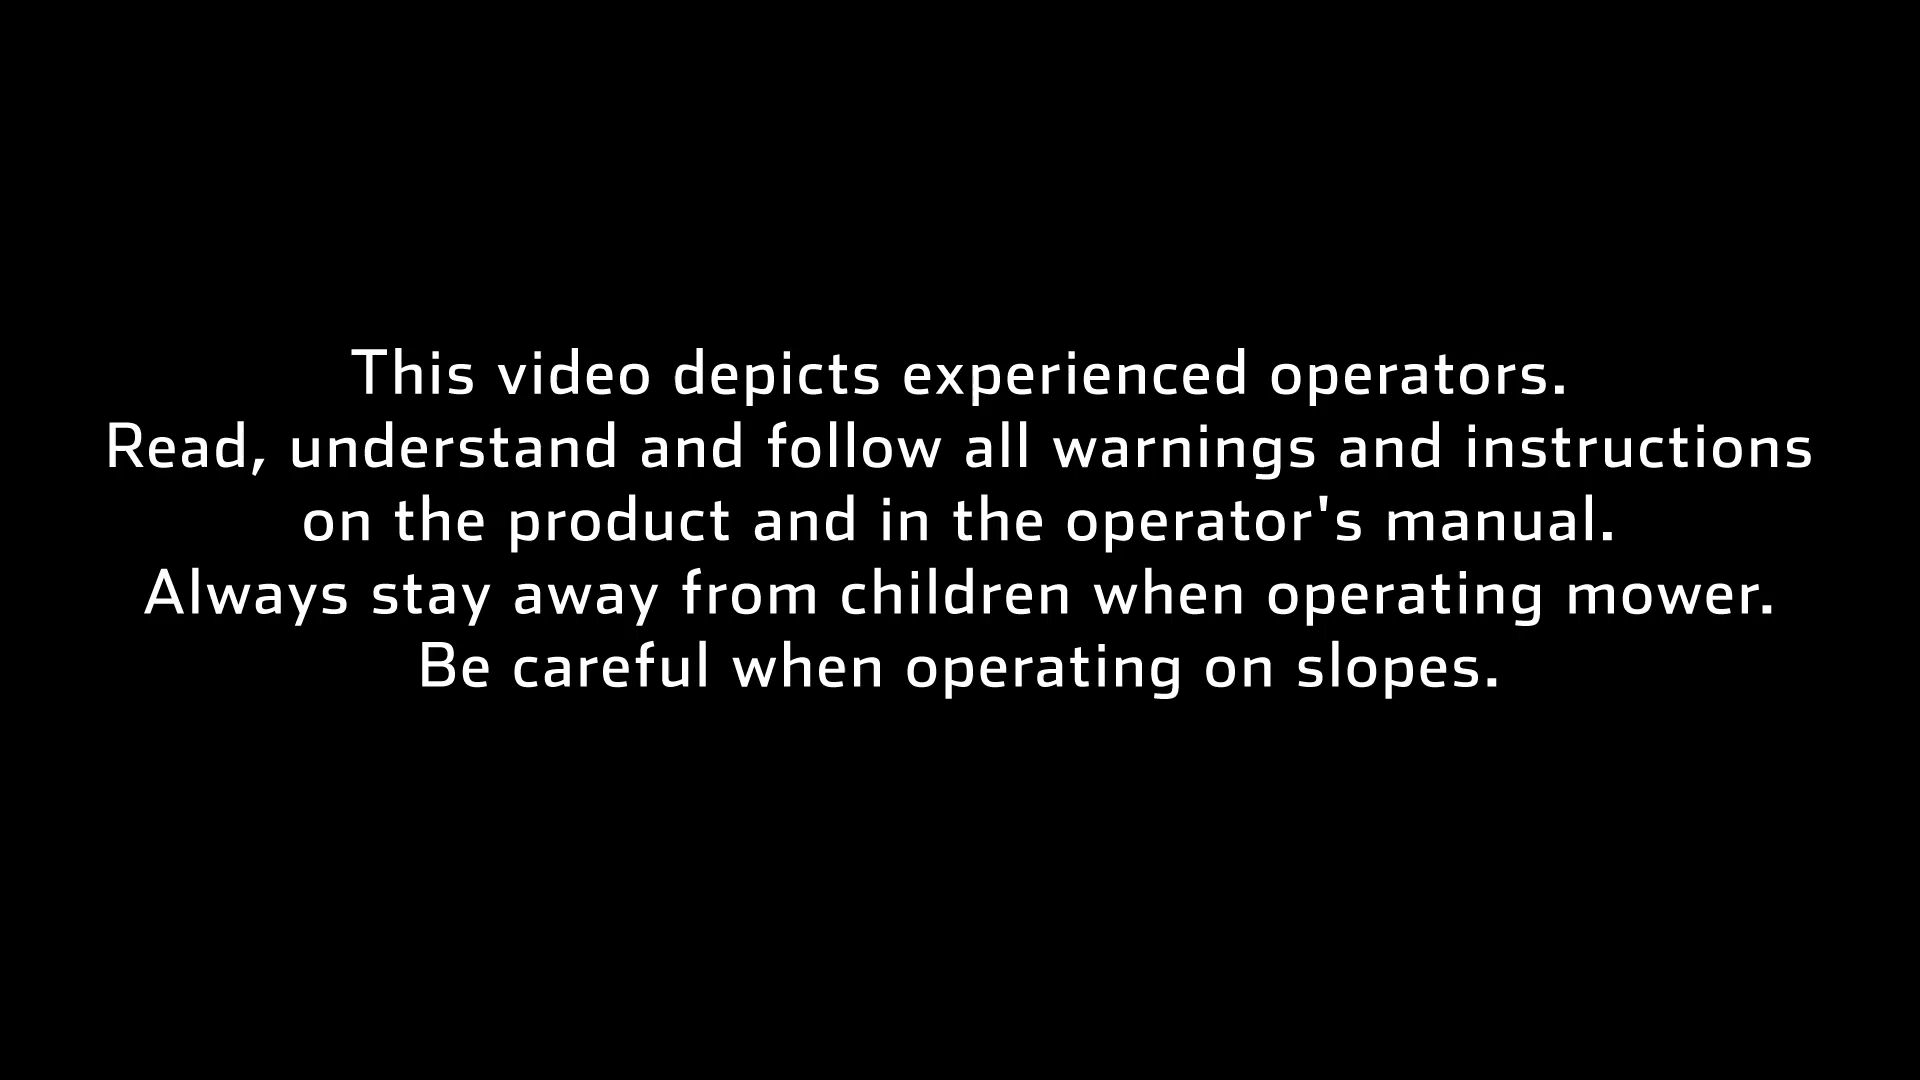 This video depicts experienced operators.
Read, understand and follow all warnings and instructions
on the product and in the operator's manual.
Always stay away from children when operating mower.
Be careful when operating on slopes.